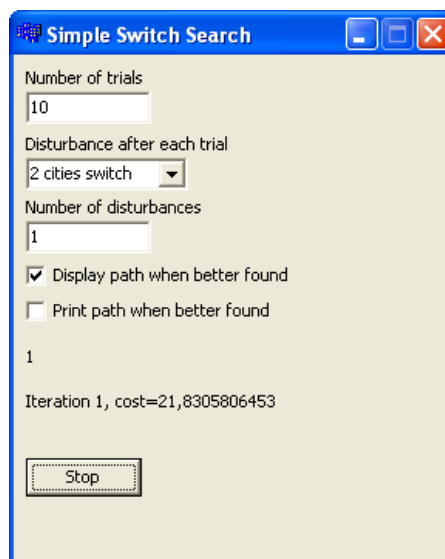 Simple Switch Search
Number of trials
10
Disturbance after each trial
2 cities switch
Number of disturbances
1
Display path when better found
Print path when better found
1
Iteration 1, cost=21,8305806453
Stop